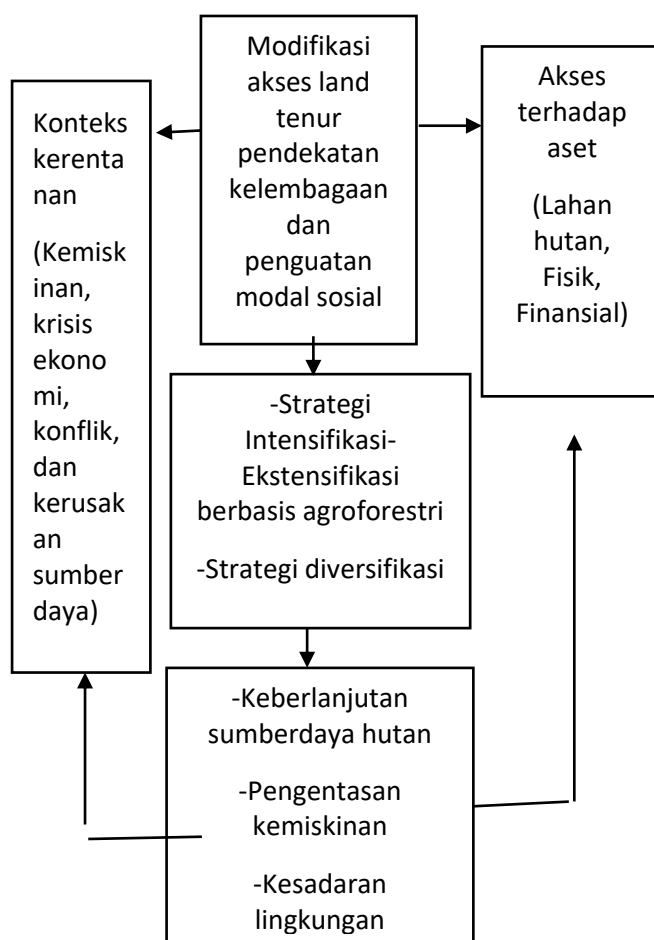 Modifikasi
akses land
tenur
pendekatan
kelembagaan
dan
penguatan
modal sosial
Konteks
kerenta
nan
(Kemisk
inan,
krisis
ekono
mi,
konflik,
dan
kerusak
an
sumber
daya)
Akses
terhadap
aset
(Lahan
hutan,
Fisik,
Finansial)
-Strategi
Intensifikasi-
Ekstensifikasi
berbasis agroforestri
-Strategi diversifikasi
-Keberlanjutan
sumberdaya hutan
-Pengentasan
kemiskinan
-Kesadaran
lingkungan